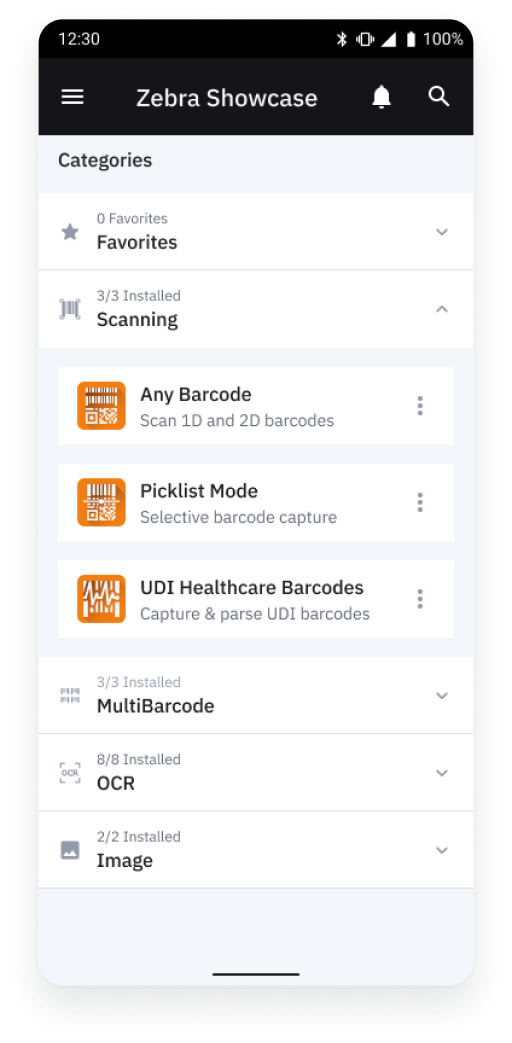 12:30 100%
Zebra Showcase
Categories
0 Favorites
Favorites
3/3 Installed
Scanning
Any Barcode
Scan 1D and 2D barcodes
Picklist Mode
Selective barcode capture
UDI Healthcare Barcodes
Capture & parse UDI barcodes
3/3 Installed
MultiBarcode
8/8 Installed
OCR
OCR
2/2 Installed
Image